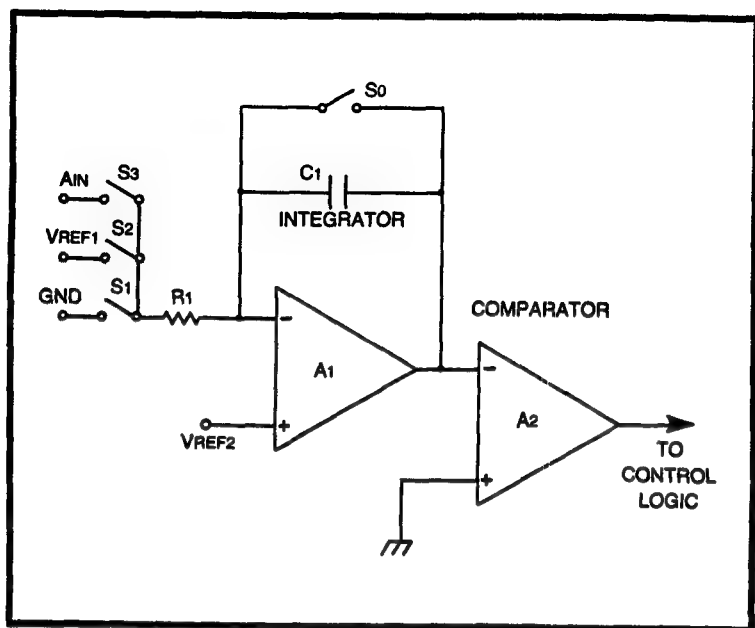 S0
C1
INTEGRATOR
AIN
S3
VREF1
S2
GND
S1
R1
−
A1
+
VREF2
COMPARATOR
−
A2
+
TO
CONTROL
LOGIC